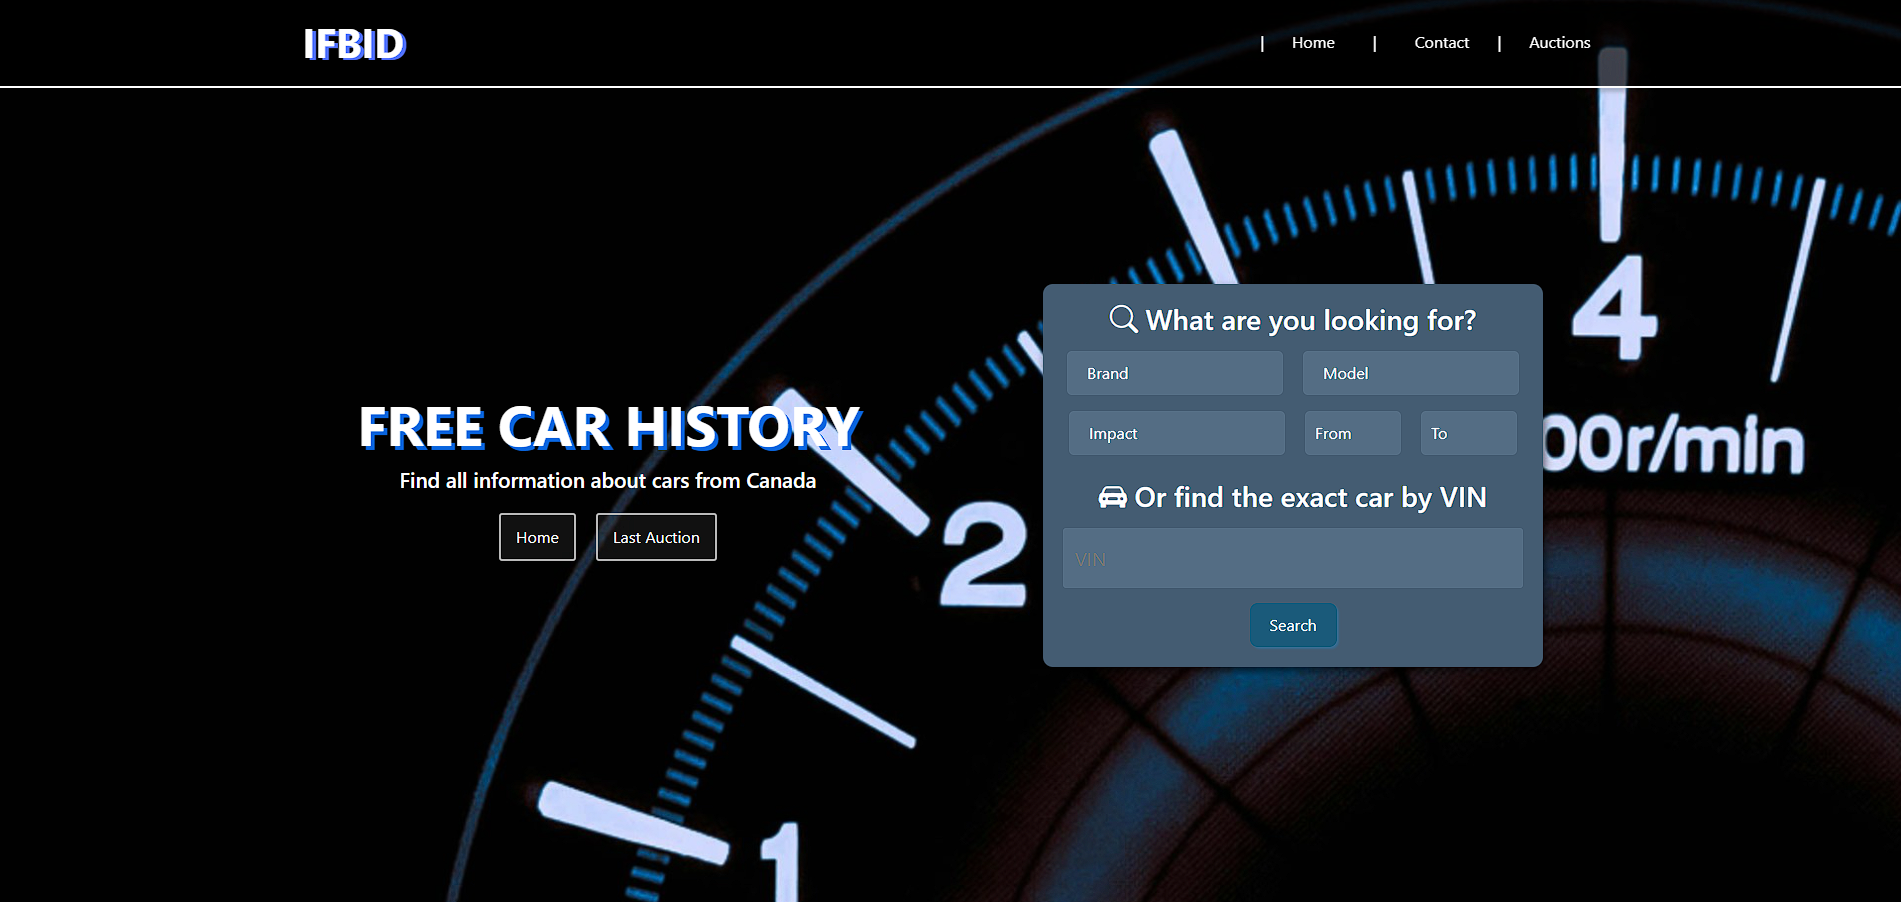 IFBID
| Home | Contact | Auctions
FREE CAR HISTORY
Find all information about cars from Canada
Home Last Auction
What are you looking for?
Brand Model
Impact From To
Or find the exact car by VIN
VIN
Search
4
00r/min
2
1